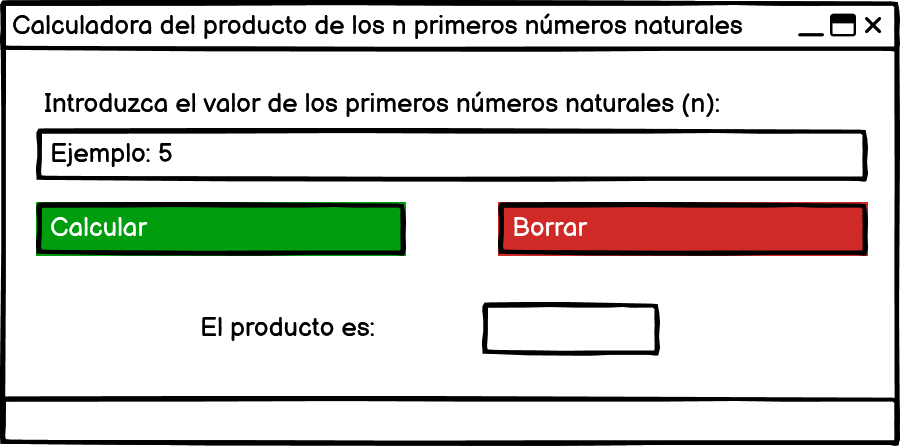 Calculadora del producto de los n primeros números naturales
Introduzca el valor de los primeros números naturales (n):
Ejemplo: 5
Calcular
Borrar
El producto es: